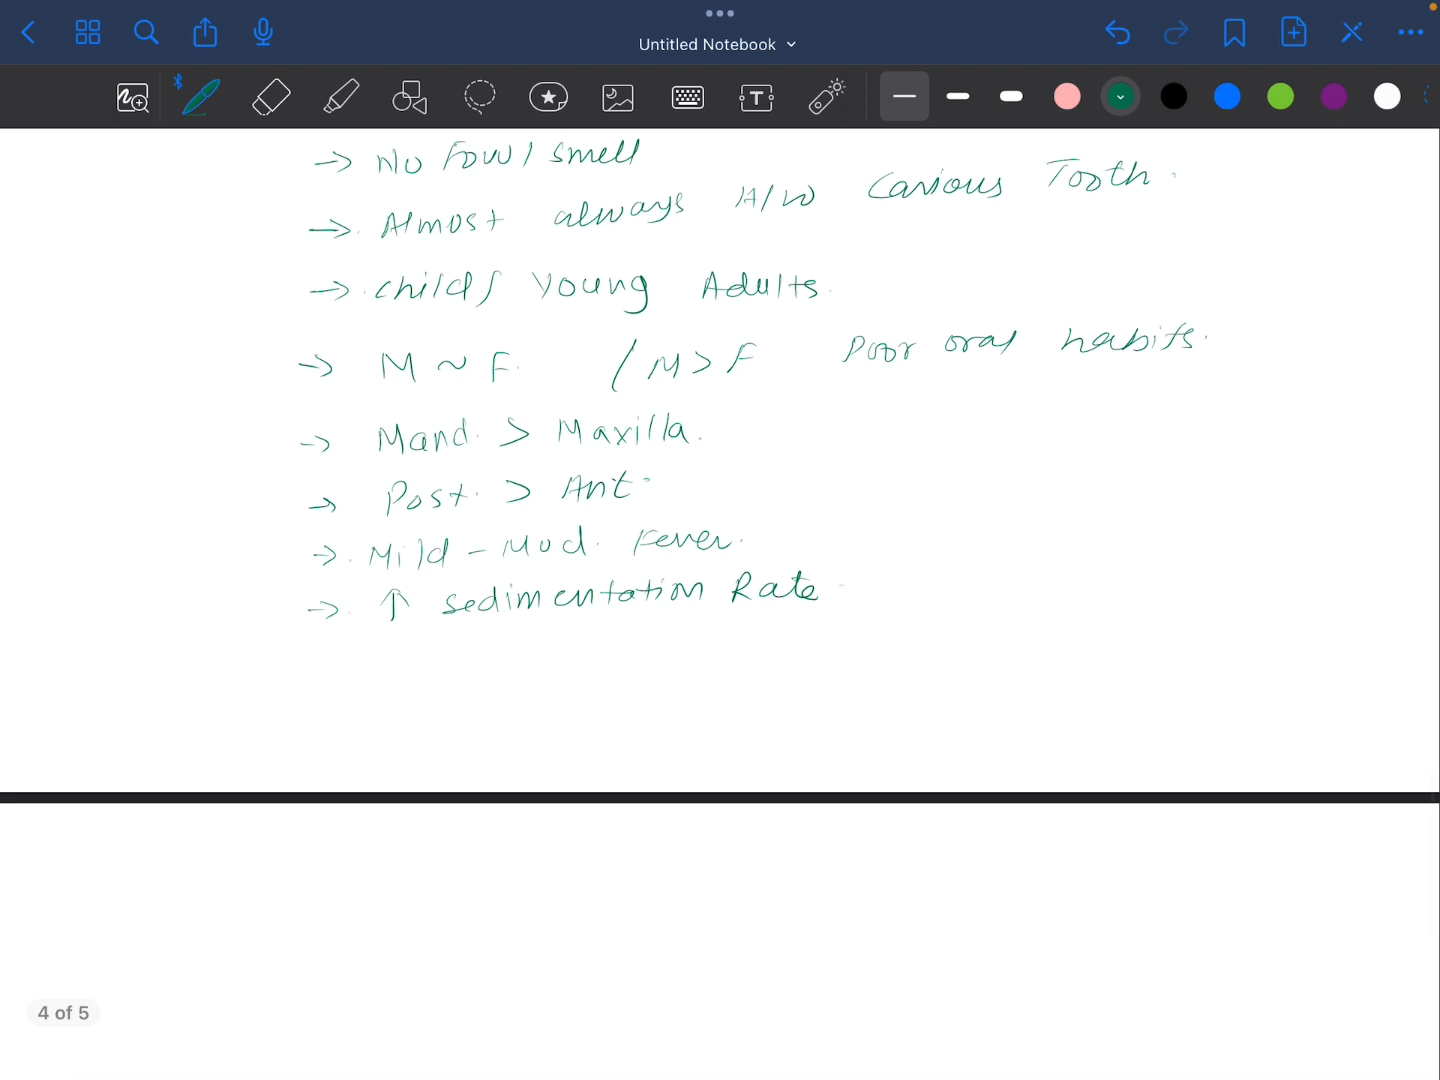 Untitled Notebook
→ No Foul smell
→ Almost always A/w Carious Tooth.
→ child/ Young Adults.
→ M ~ F. / M > F Poor oral habits.
→ Mand. > Maxilla.
→ Post. > Ant.
→ Mild - Mod. Fever.
→ ↑ sedimentation Rate
4 of 5